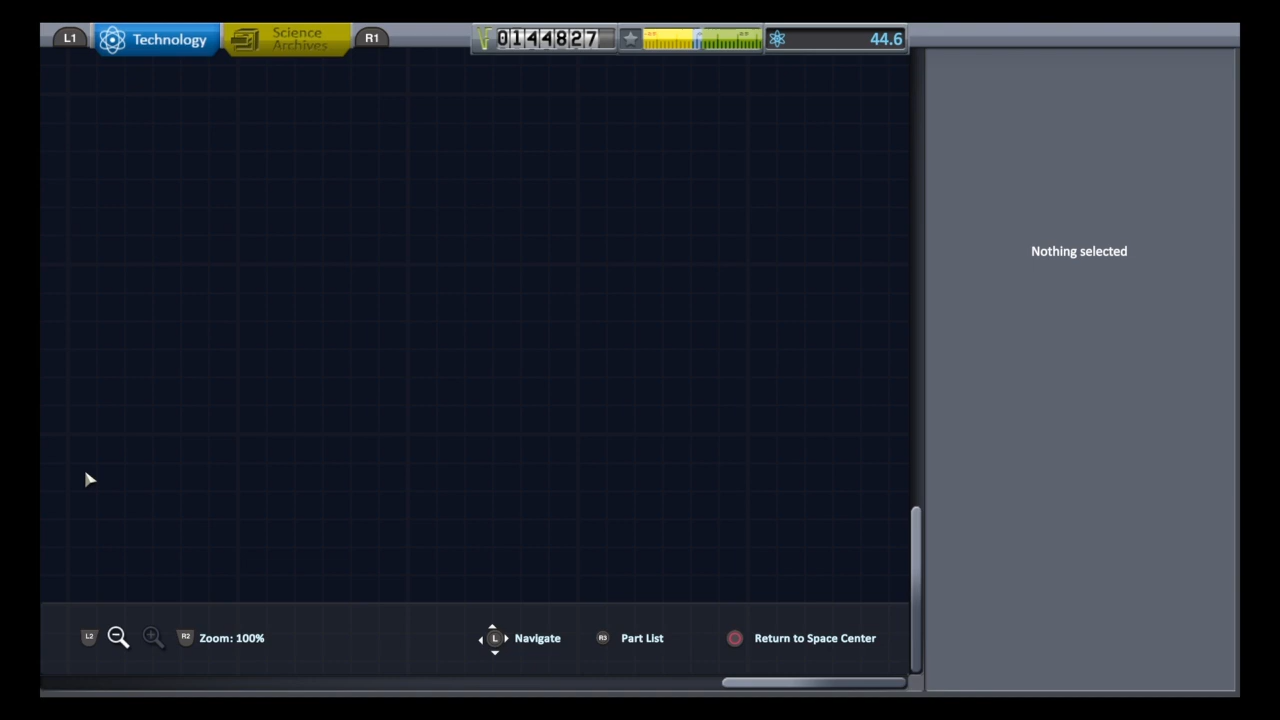 L1
Technology
Science
Archives
R1
0144827
44.6
Nothing selected
L2
R2
Zoom: 100%
L
Navigate
R3
Part List
Return to Space Center